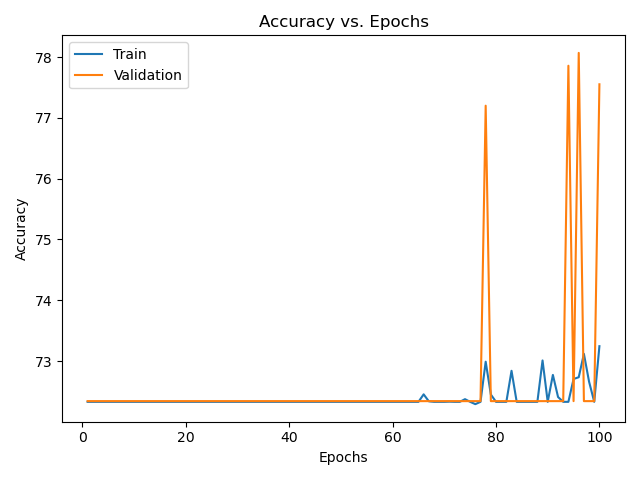 Accuracy vs. Epochs
Train
Validation
78
77
76
75
74
73
Accuracy
0 20 40 60 80 100
Epochs